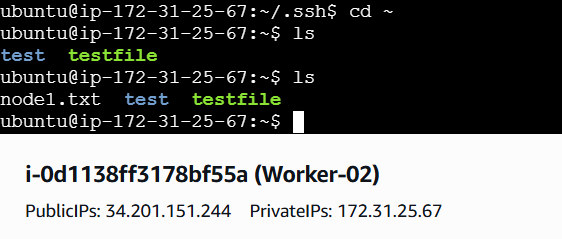 ubuntu@ip-172-31-25-67:~/.ssh$ cd ~
ubuntu@ip-172-31-25-67:~$ ls
test  testfile
ubuntu@ip-172-31-25-67:~$ ls
node1.txt  test  testfile
ubuntu@ip-172-31-25-67:~$
i-0d1138ff3178bf55a (Worker-02)
PublicIPs: 34.201.151.244  PrivateIPs: 172.31.25.67